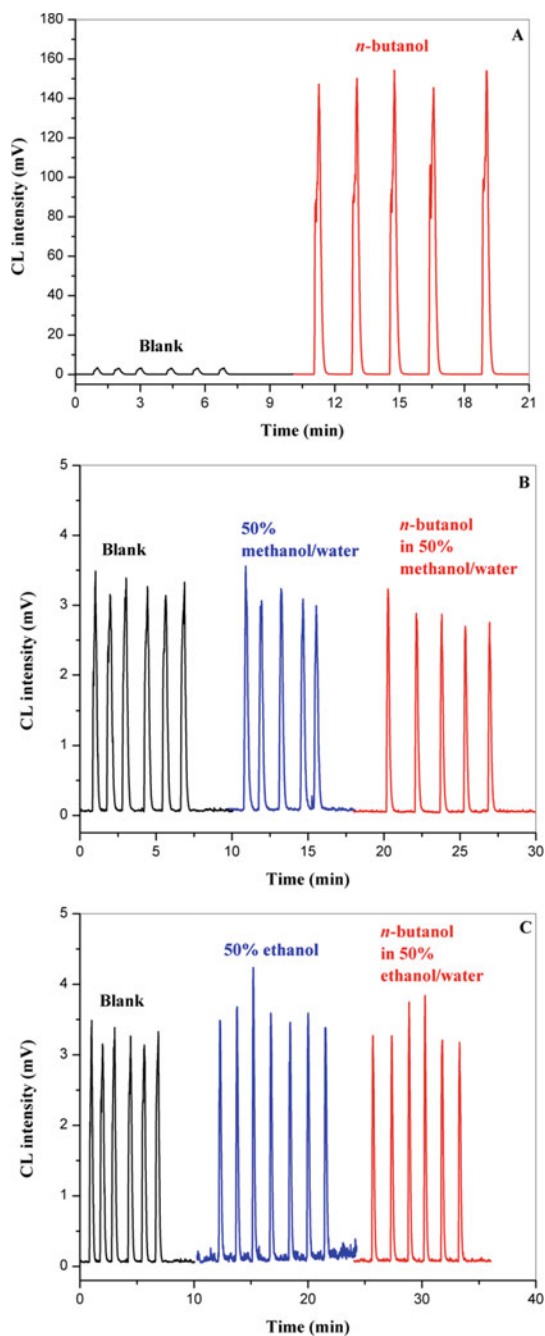 A
n-butanol
Blank
CL intensity (mV)
180
160
140
120
100
80
60
40
20
0
0 3 6 9 12 15 18 21
Time (min)
B
Blank
50%
methanol/water
n-butanol
in 50%
methanol/water
CL intensity (mV)
5
4
3
2
1
0
0 5 10 15 20 25 30
Time (min)
C
Blank
50% ethanol
n-butanol
in 50%
ethanol/water
CL intensity (mV)
5
4
3
2
1
0
0 10 20 30 40
Time (min)